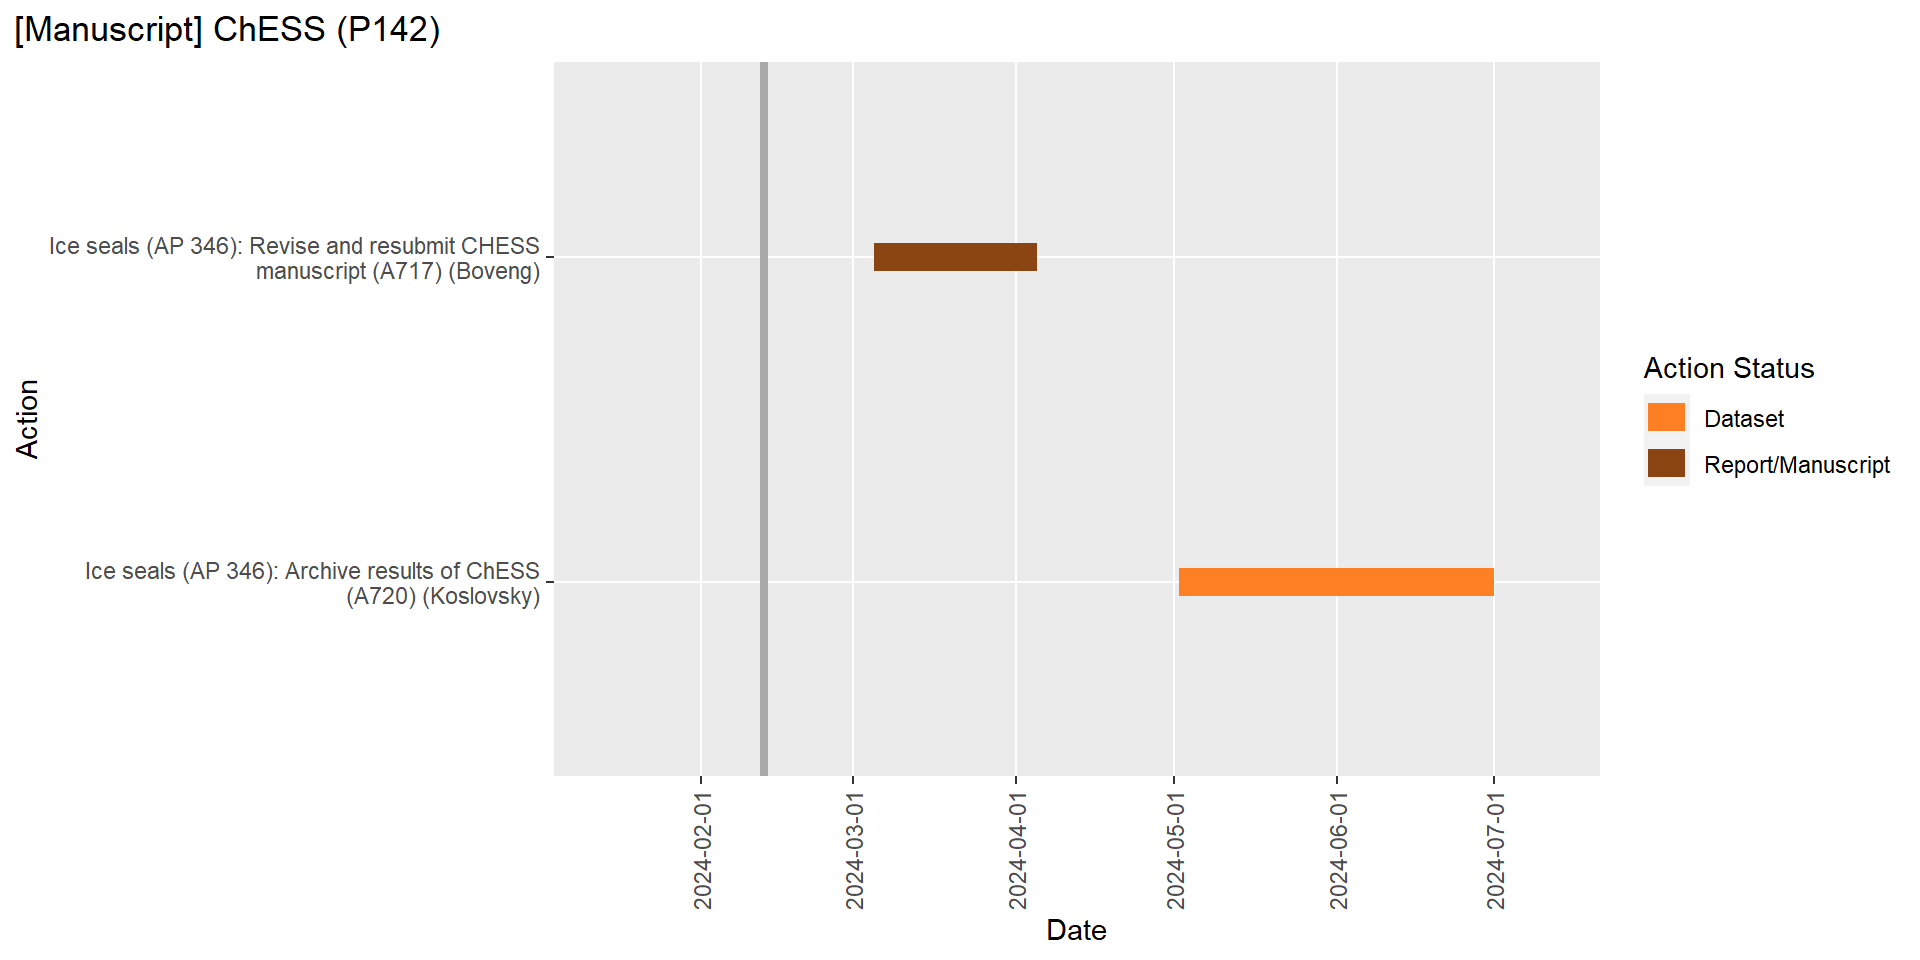 [Manuscript] ChESS (P142)
Action
Ice seals (AP 346): Revise and resubmit CHESS
manuscript (A717) (Boveng)
Ice seals (AP 346): Archive results of ChESS
(A720) (Koslovsky)
2024-02-01
2024-03-01
2024-04-01
2024-05-01
2024-06-01
2024-07-01
Date
Action Status
Dataset
Report/Manuscript